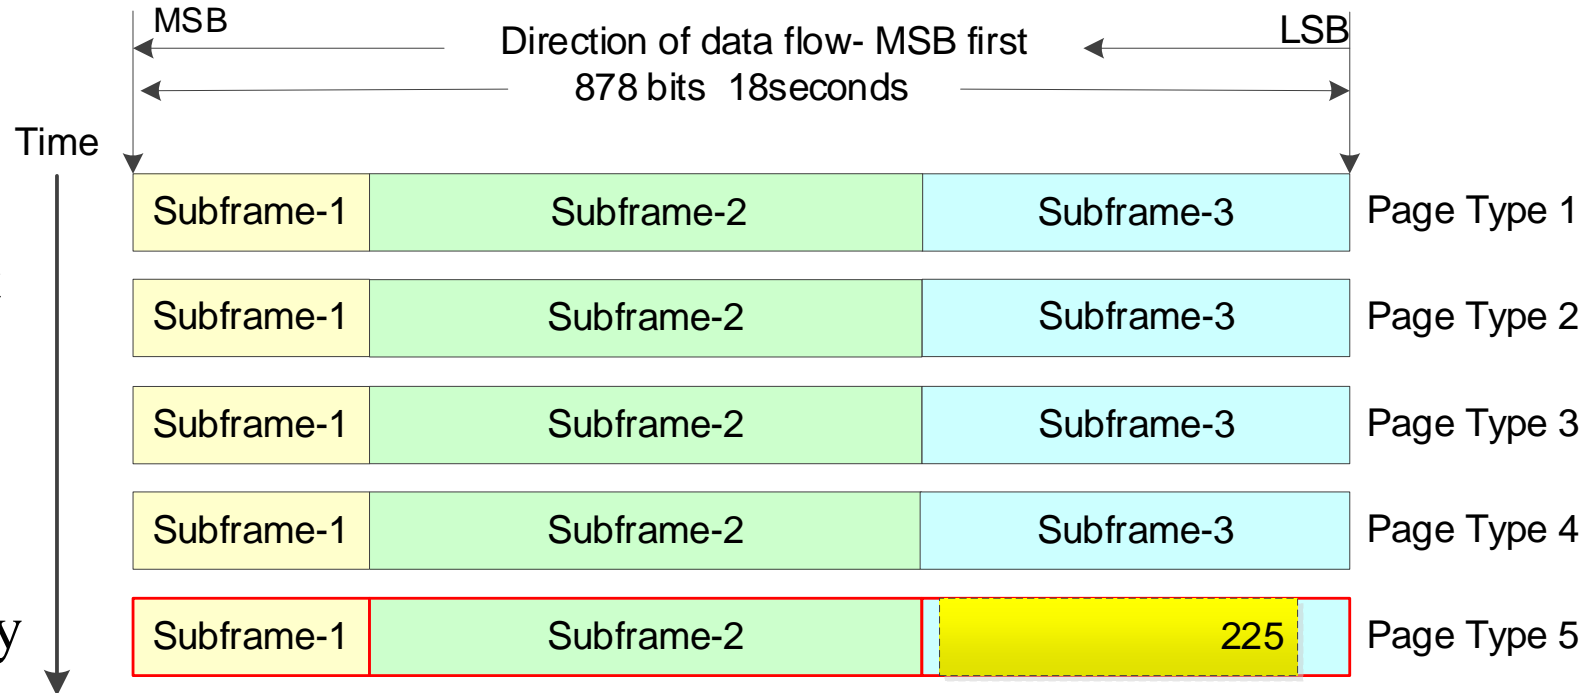 MSB
Direction of data flow- MSB first
LSB
878 bits 18seconds
Time
Subframe-1 Subframe-2 Subframe-3 Page Type 1
Subframe-1 Subframe-2 Subframe-3 Page Type 2
Subframe-1 Subframe-2 Subframe-3 Page Type 3
Subframe-1 Subframe-2 Subframe-3 Page Type 4
y
Subframe-1 Subframe-2 225 Page Type 5